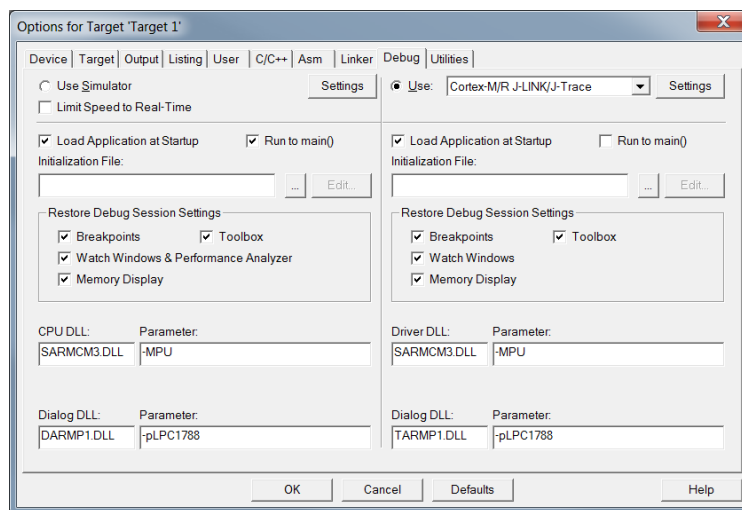 Options for Target 'Target 1'
Device Target Output Listing User C/C++ Asm Linker Debug Utilities
Use Simulator Settings
Limit Speed to Real-Time
Use: Cortex-M/R J-LINK/J-Trace Settings
Load Application at Startup Run to main()
Initialization File:
... Edit...
Restore Debug Session Settings
Breakpoints Toolbox
Watch Windows & Performance Analyzer
Memory Display
Load Application at Startup Run to main()
Initialization File:
... Edit...
Restore Debug Session Settings
Breakpoints Toolbox
Watch Windows
Memory Display
CPU DLL: Parameter:
SARMCM3.DLL -MPU
Driver DLL: Parameter:
SARMCM3.DLL -MPU
Dialog DLL: Parameter:
DARMP1.DLL -pLPC1788
Dialog DLL: Parameter:
TARMP1.DLL -pLPC1788
OK Cancel Defaults Help